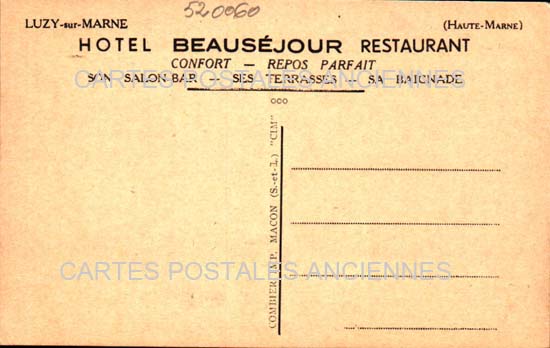 520060
LUZY-sur-MARNE (HAUTE-MARNE)
HOTEL BEAUSÉJOUR RESTAURANT
CONFORT — REPOS PARFAIT
SON SALON-BAR — SES TERRASSES — SA BAIGNADE
CARTES POSTALES ANCIENNES
COMBIER IMP. MACON (S.-et-L.) "CIM"
CARTES POSTALES ANCIENNES